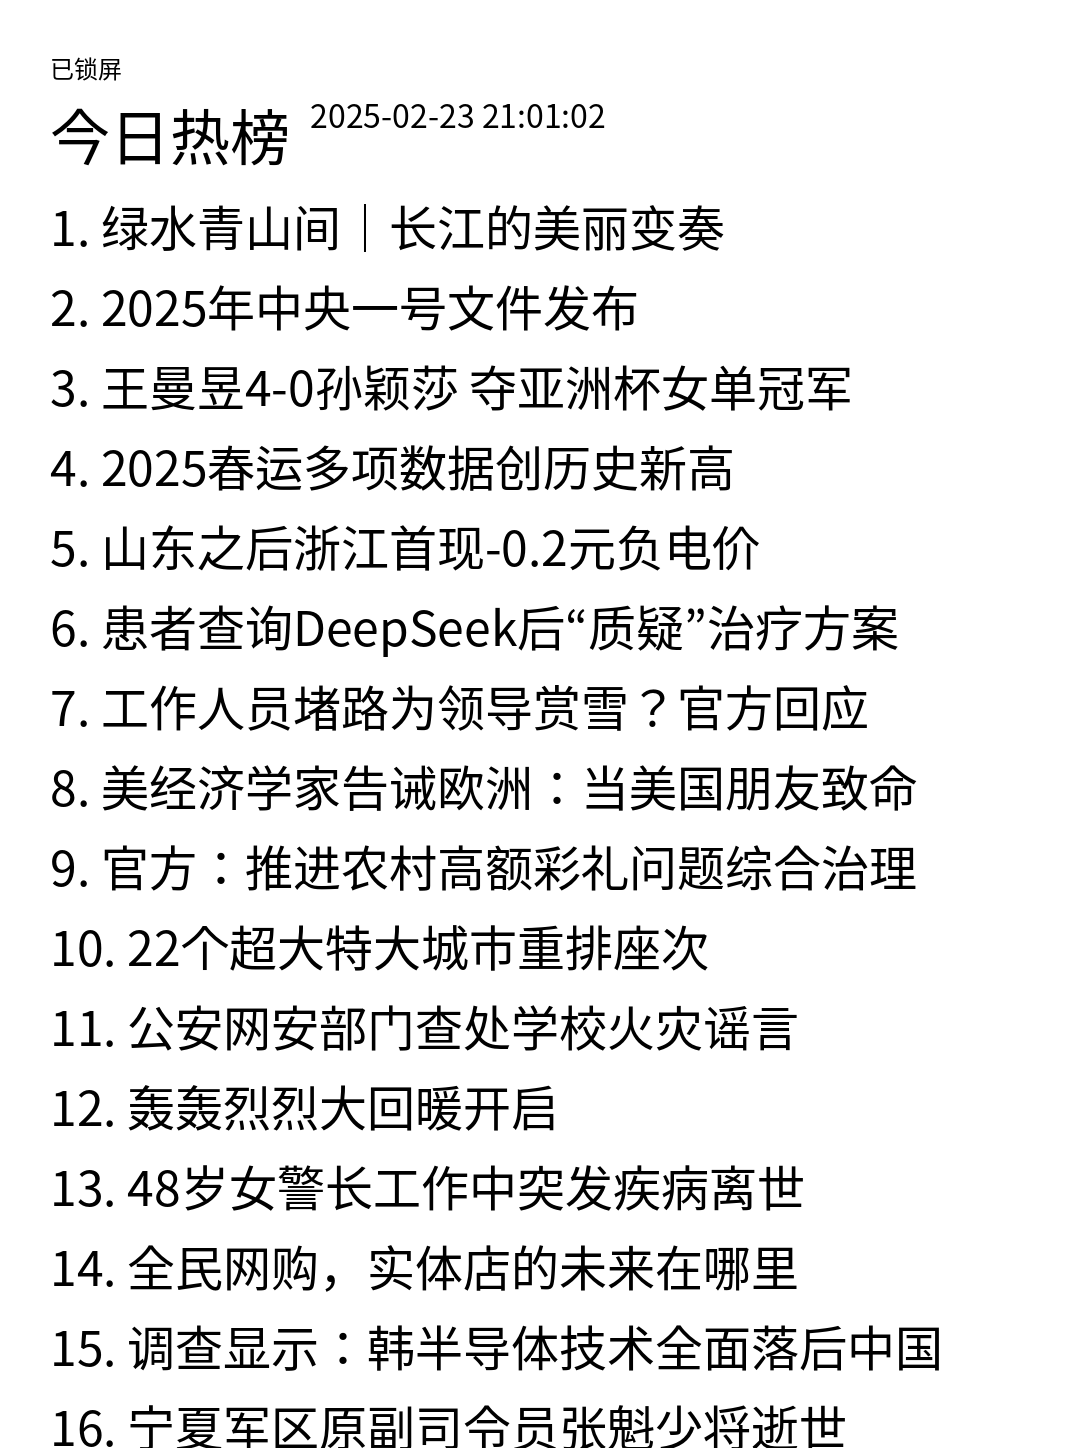 已锁屏
今日热榜 2025-02-23 21:01:02
1. 绿水青山间｜长江的美丽变奏
2. 2025年中央一号文件发布
3. 王曼昱4-0孙颖莎 夺亚洲杯女单冠军
4. 2025春运多项数据创历史新高
5. 山东之后浙江首现-0.2元负电价
6. 患者查询DeepSeek后“质疑”治疗方案
7. 工作人员堵路为领导赏雪？官方回应
8. 美经济学家告诫欧洲：当美国朋友致命
9. 官方：推进农村高额彩礼问题综合治理
10. 22个超大特大城市重排座次
11. 公安网安部门查处学校火灾谣言
12. 轰轰烈烈大回暖开启
13. 48岁女警长工作中突发疾病离世
14. 全民网购，实体店的未来在哪里
15. 调查显示：韩半导体技术全面落后中国
16. 宁夏军区原副司令员张魁少将逝世